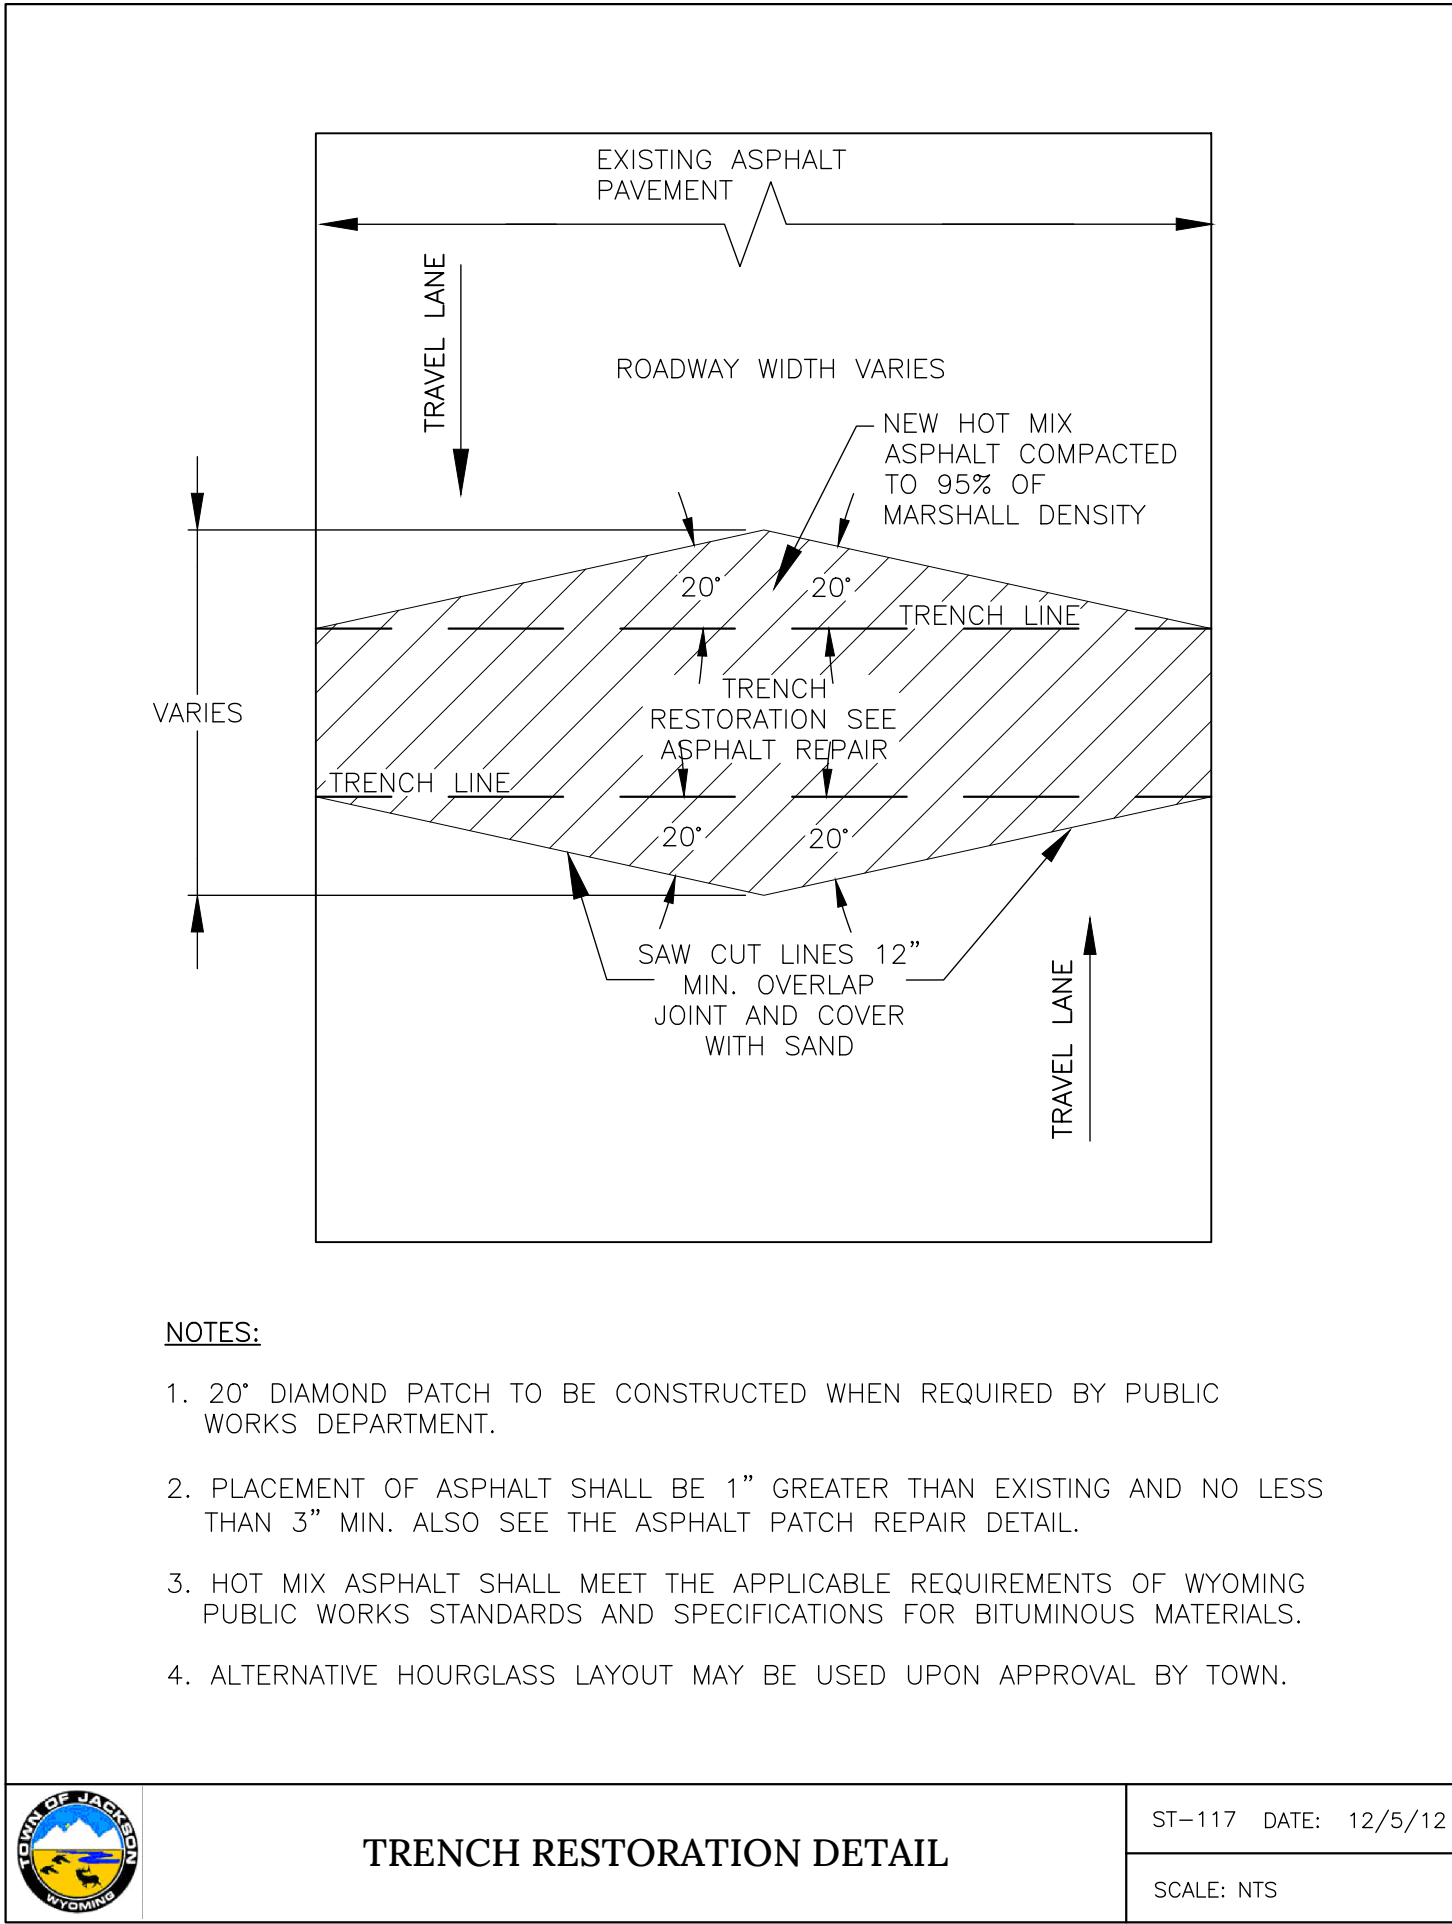 EXISTING ASPHALT
PAVEMENT
TRAVEL LANE
ROADWAY WIDTH VARIES
NEW HOT MIX
ASPHALT COMPACTED
TO 95% OF
MARSHALL DENSITY
20°
20°
TRENCH LINE
TRENCH
RESTORATION SEE
ASPHALT REPAIR
VARIES
TRENCH LINE
20°
20°
SAW CUT LINES 12”
MIN. OVERLAP
JOINT AND COVER
WITH SAND
TRAVEL LANE
NOTES:
1. 20° DIAMOND PATCH TO BE CONSTRUCTED WHEN REQUIRED BY PUBLIC
WORKS DEPARTMENT.
2. PLACEMENT OF ASPHALT SHALL BE 1” GREATER THAN EXISTING AND NO LESS
THAN 3” MIN. ALSO SEE THE ASPHALT PATCH REPAIR DETAIL.
3. HOT MIX ASPHALT SHALL MEET THE APPLICABLE REQUIREMENTS OF WYOMING
PUBLIC WORKS STANDARDS AND SPECIFICATIONS FOR BITUMINOUS MATERIALS.
4. ALTERNATIVE HOURGLASS LAYOUT MAY BE USED UPON APPROVAL BY TOWN.
TOWN OF JACKSON
WYOMING
TRENCH RESTORATION DETAIL
ST-117 DATE: 12/5/12
SCALE: NTS